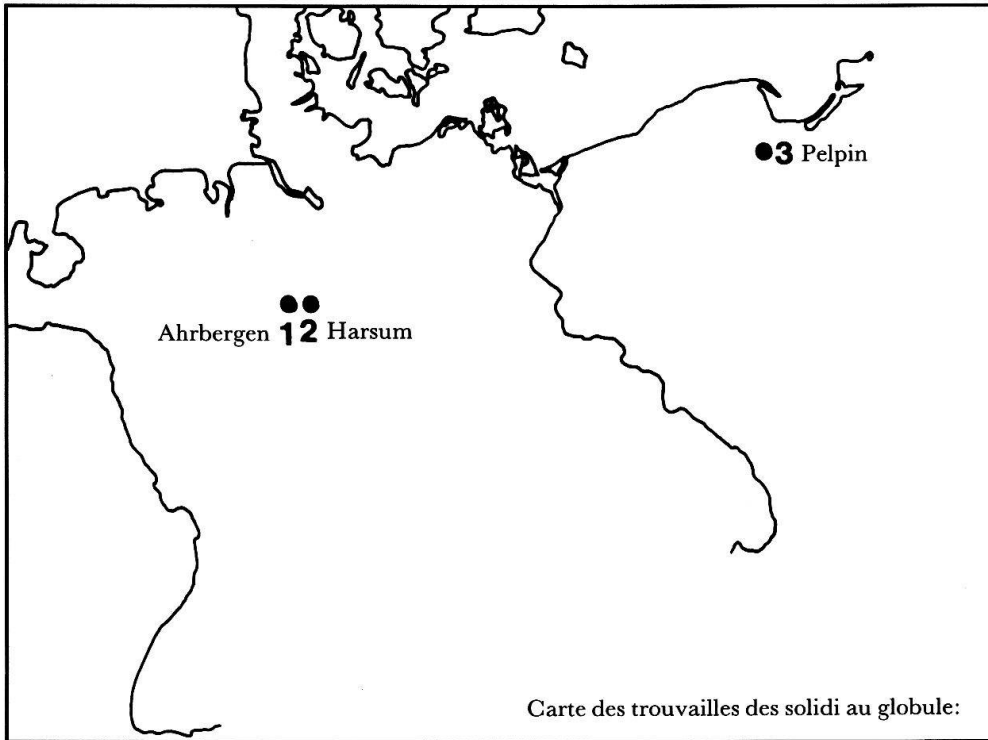 3 Pelpin
Ahrbergen 1 2 Harsum
Carte des trouvailles des solidi au globule: